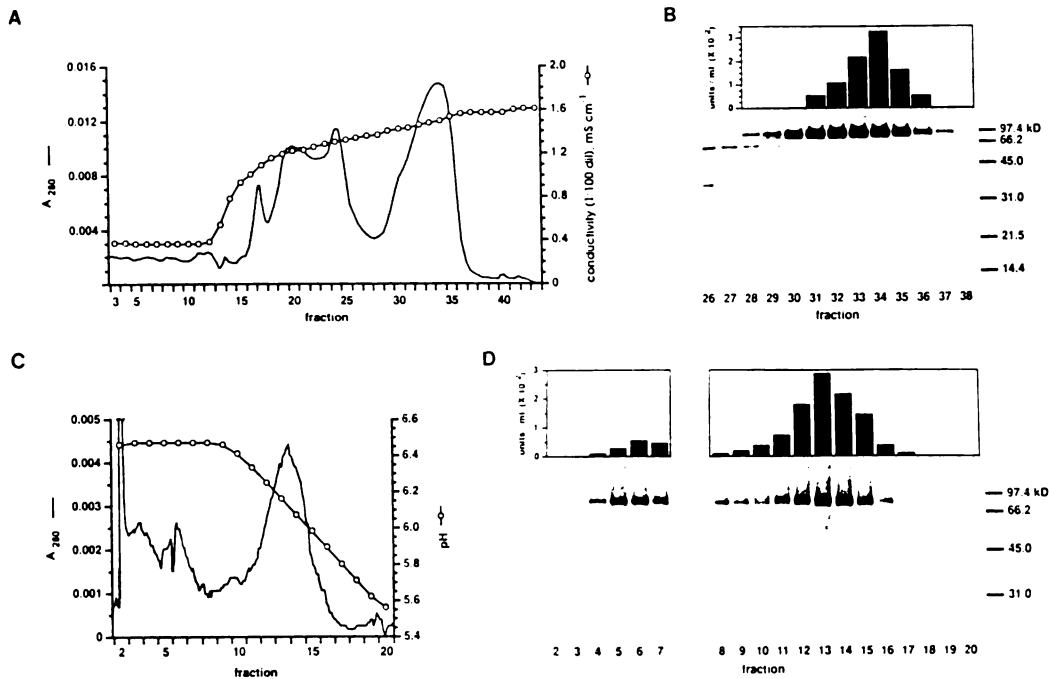 A
A 280
0.016
0.012
0.008
0.004
2.0
1.6
1.2
0.8
0.4
0
conductivity (1:100 dil), mS cm⁻¹
3 5 10 15 20 25 30 35 40
fraction
B
units / ml (X 10⁻²)
3
2
1
0
97.4 kD
66.2
45.0
31.0
21.5
14.4
26 27 28 29 30 31 32 33 34 35 36 37 38
fraction
C
A 280
0.005
0.004
0.003
0.002
0.001
0
6.6
6.4
6.2
6.0
5.8
5.6
5.4
pH
2 5 10 15 20
fraction
D
units / ml (X 10⁻²)
3
2
1
0
97.4 kD
66.2
45.0
31.0
2 3 4 5 6 7 8 9 10 11 12 13 14 15 16 17 18 19 20
fraction